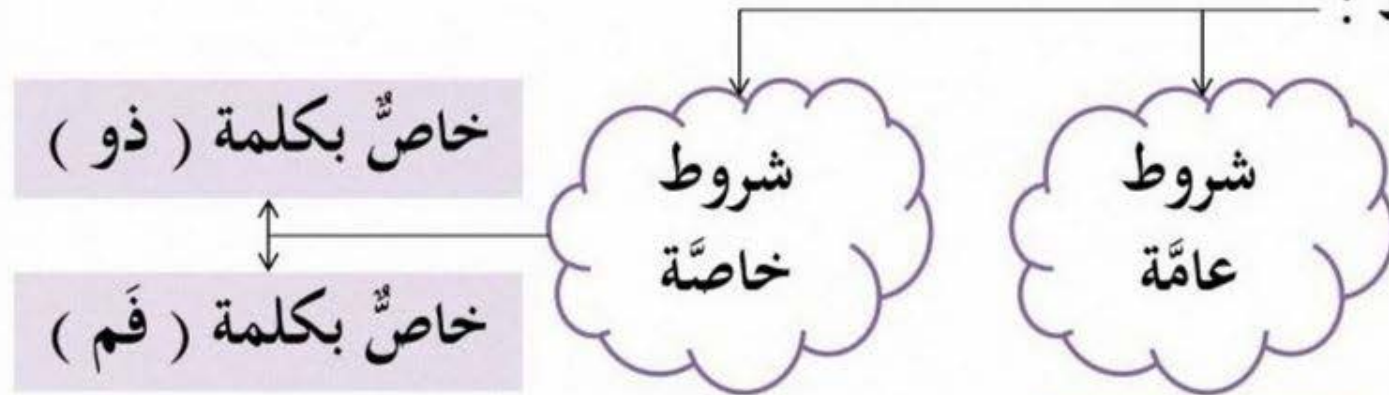 شروط
عامَّة
شروط
خاصَّة
خاصٌّ بكلمة ( ذو )
خاصٌّ بكلمة ( فَم )